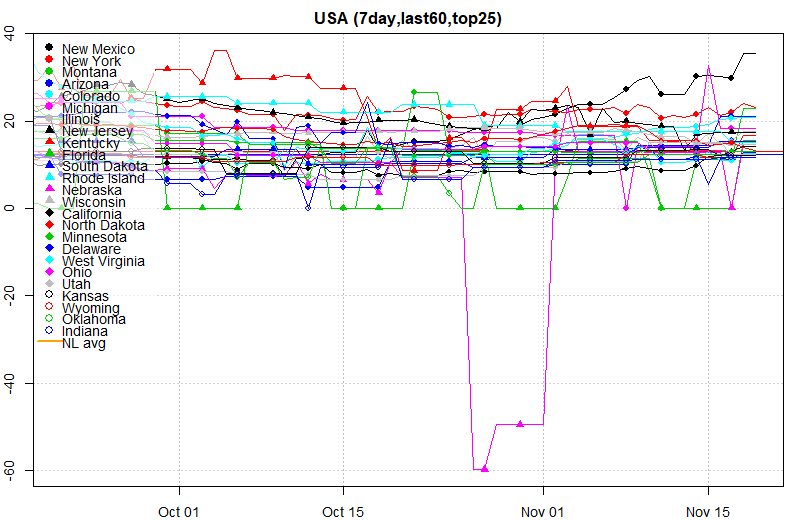 USA (7day,last60,top25)
40
20
0
-20
-40
-60
New Mexico
New York
Montana
Arizona
Colorado
Michigan
Illinois
New Jersey
Kentucky
Florida
South Dakota
Rhode Island
Nebraska
Wisconsin
California
North Dakota
Minnesota
Delaware
West Virginia
Ohio
Utah
Kansas
Wyoming
Oklahoma
Indiana
NL avg
Oct 01
Oct 15
Nov 01
Nov 15